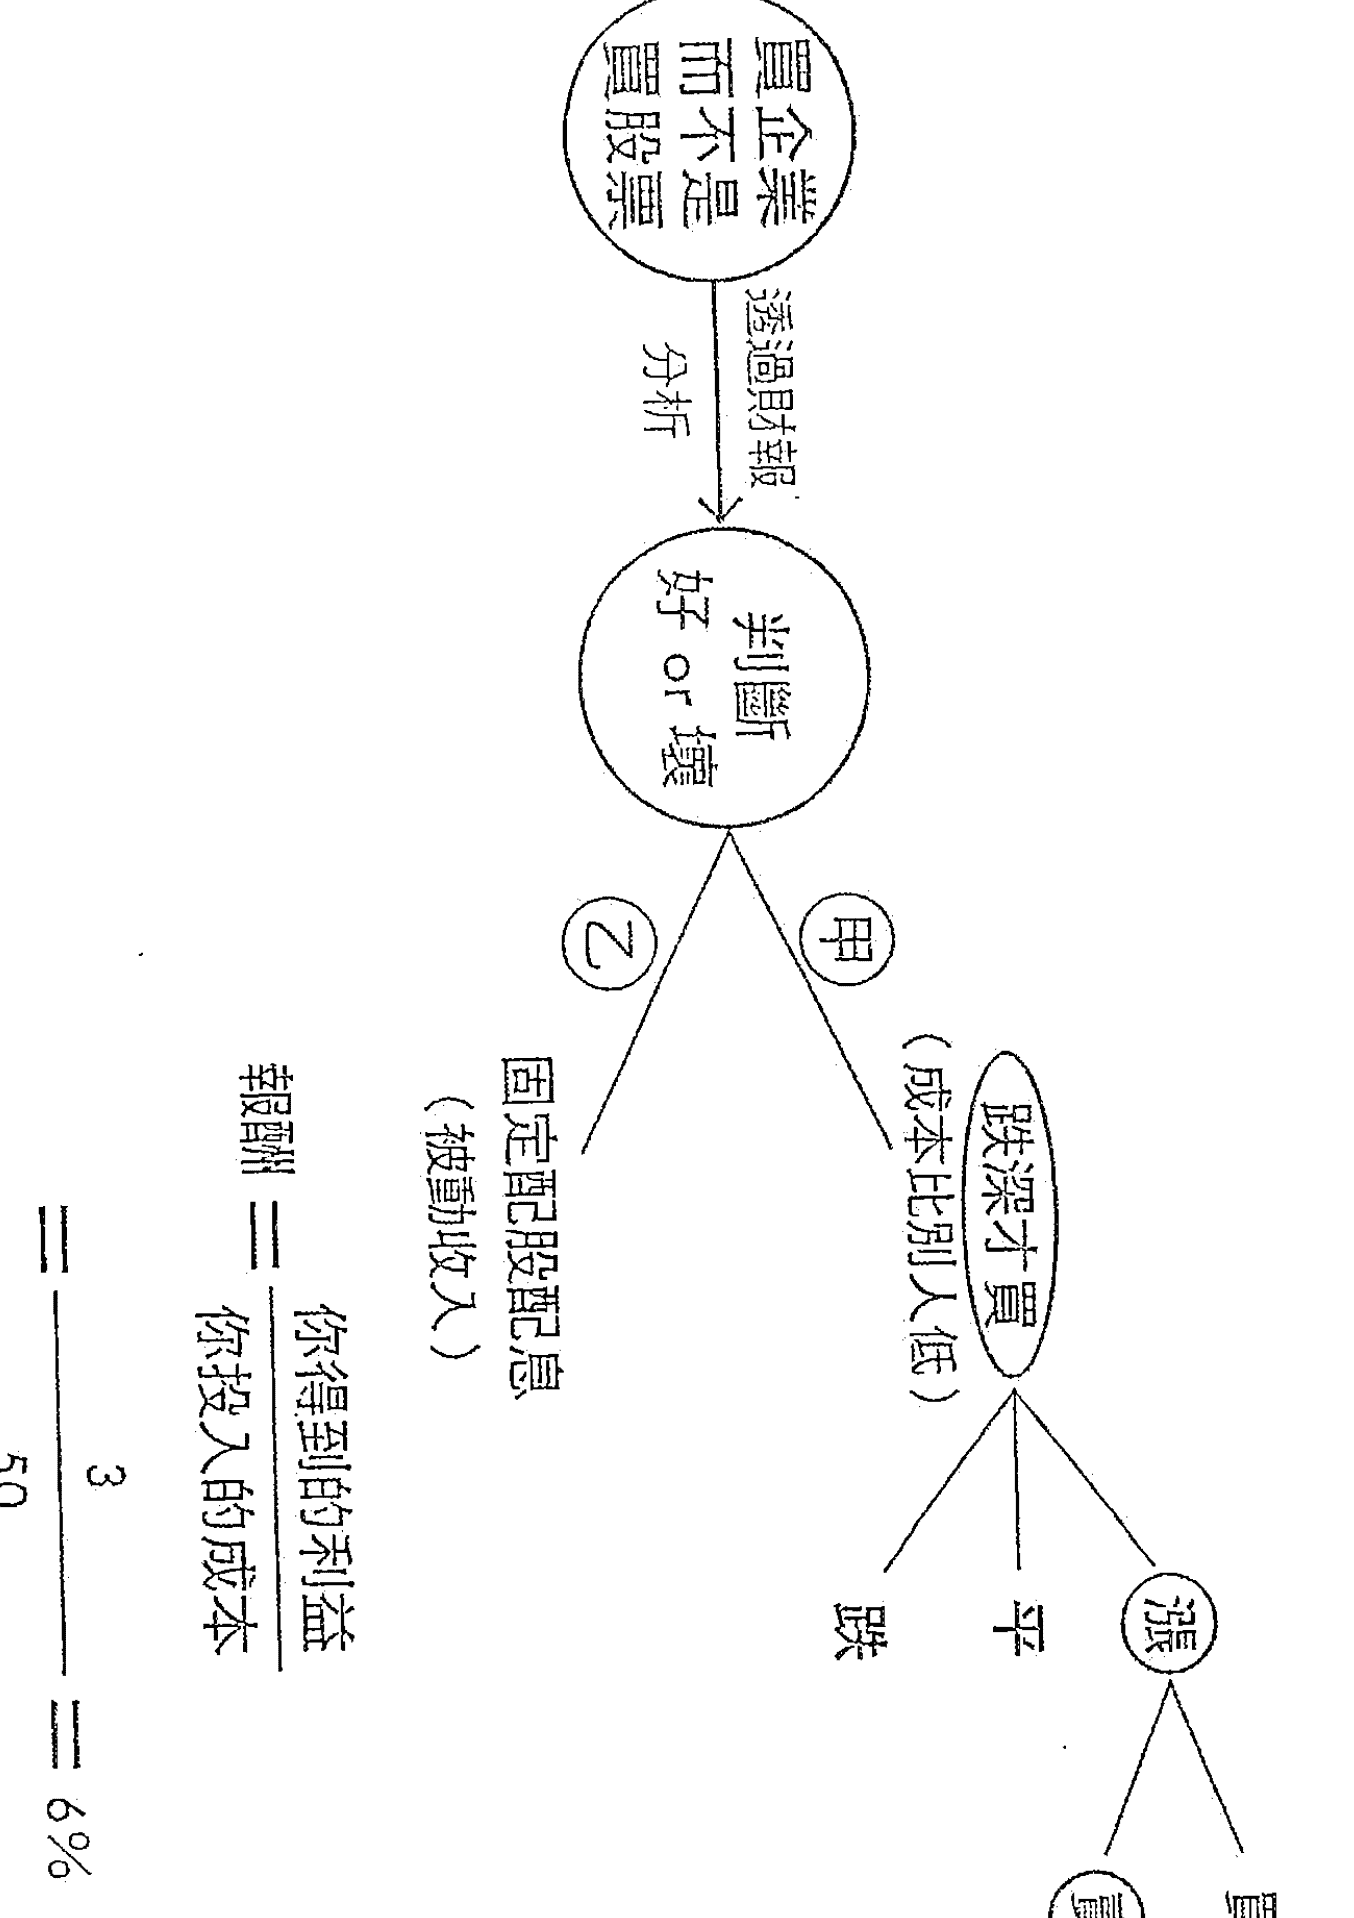 買企業
而不是
買股票
透過財報
分析
判斷
好 or 壞
甲
跌深才買
(成本比別人低)
漲
平
跌
乙
固定配股配息
(被動收入)
報酬 = 你得到的利益
你投入的成本
= 3
50
= 6%